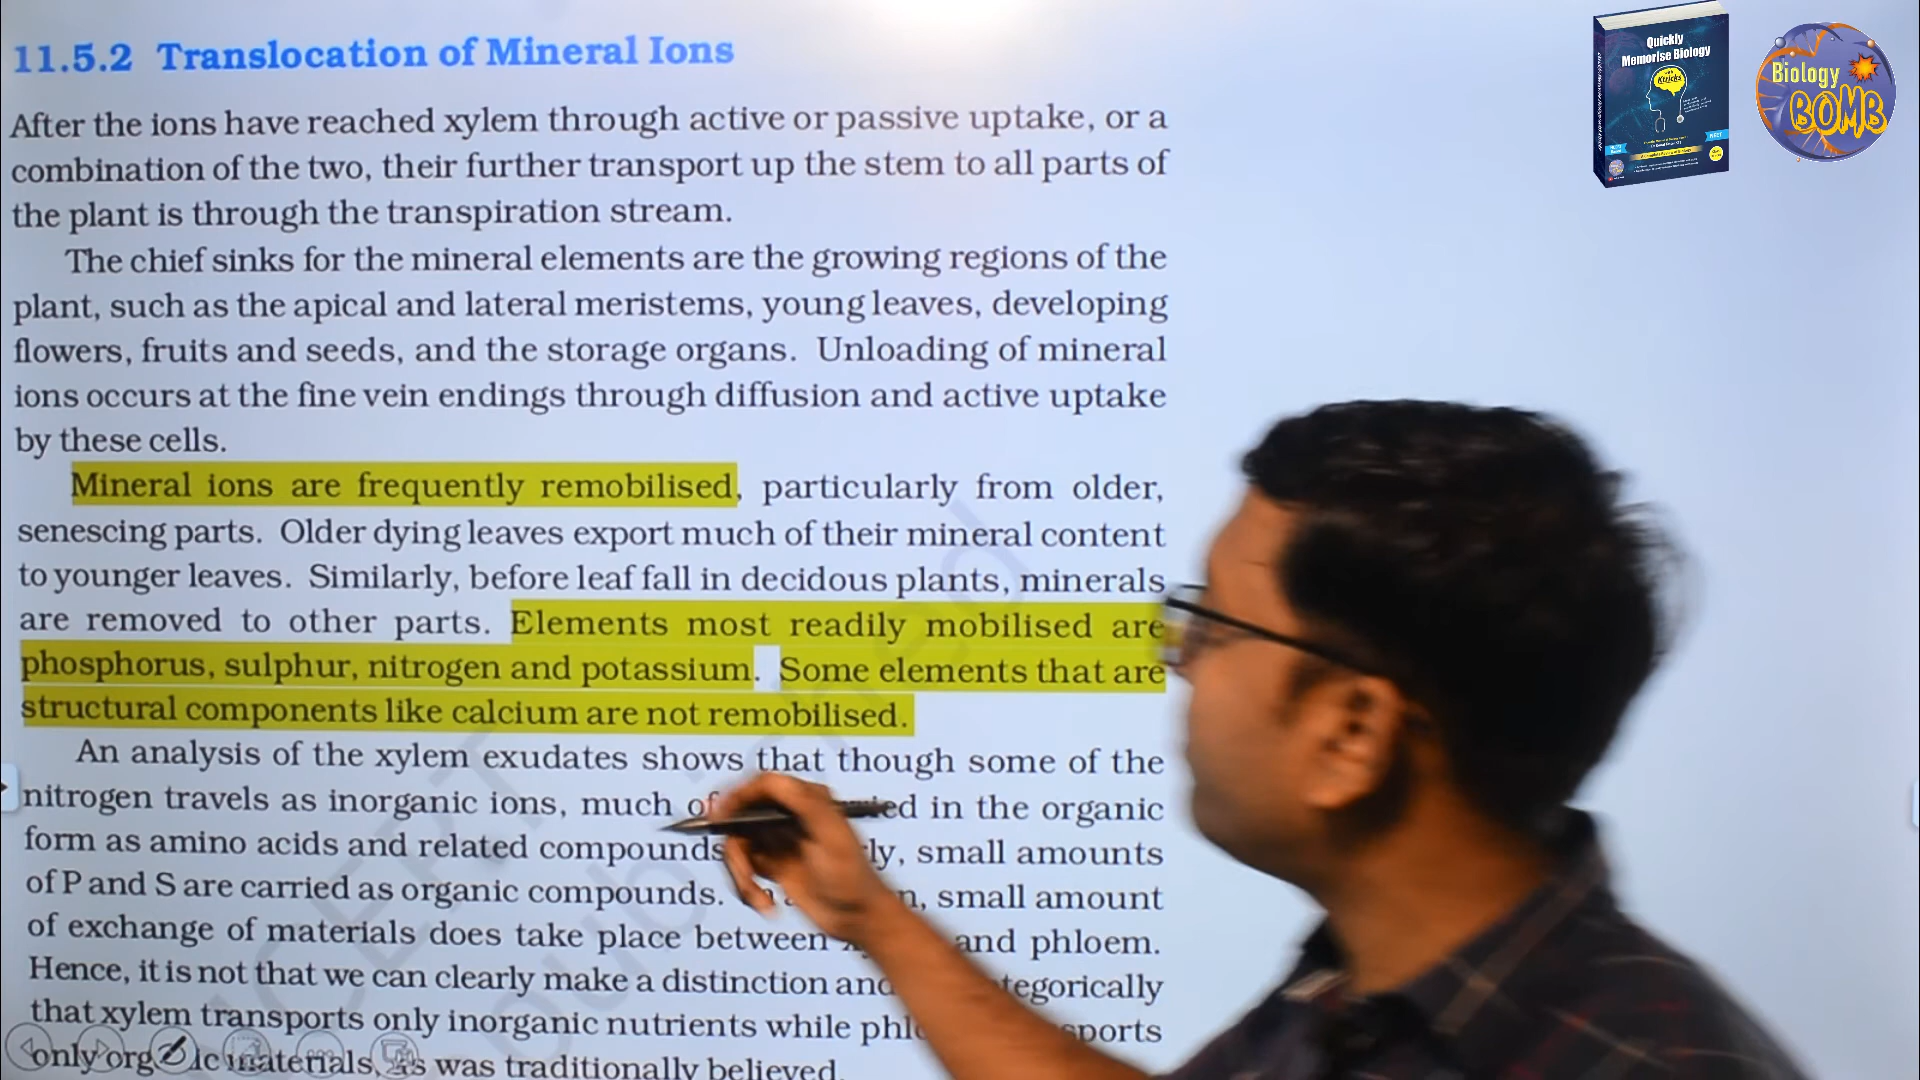 11.5.2 Translocation of Mineral Ions
After the ions have reached xylem through active or passive uptake, or a
combination of the two, their further transport up the stem to all parts of
the plant is through the transpiration stream.
The chief sinks for the mineral elements are the growing regions of the
plant, such as the apical and lateral meristems, young leaves, developing
flowers, fruits and seeds, and the storage organs. Unloading of mineral
ions occurs at the fine vein endings through diffusion and active uptake
by these cells.
Mineral ions are frequently remobilised, particularly from older,
senescing parts. Older dying leaves export much of their mineral content
to younger leaves. Similarly, before leaf fall in decidous plants, minerals
are removed to other parts. Elements most readily mobilised are
phosphorus, sulphur, nitrogen and potassium. Some elements that are
structural components like calcium are not remobilised.
An analysis of the xylem exudates shows that though some of the
nitrogen travels as inorganic ions, much of in the organic
form as amino acids and related compounds small amounts
of P and S are carried as organic compounds. small amount
of exchange of materials does take place between and phloem.
Hence, it is not that we can clearly make a distinction and
that xylem transports only inorganic nutrients while
only materials, as was traditionally believed.
Quickly
Memorise Biology
Biology
BOMB